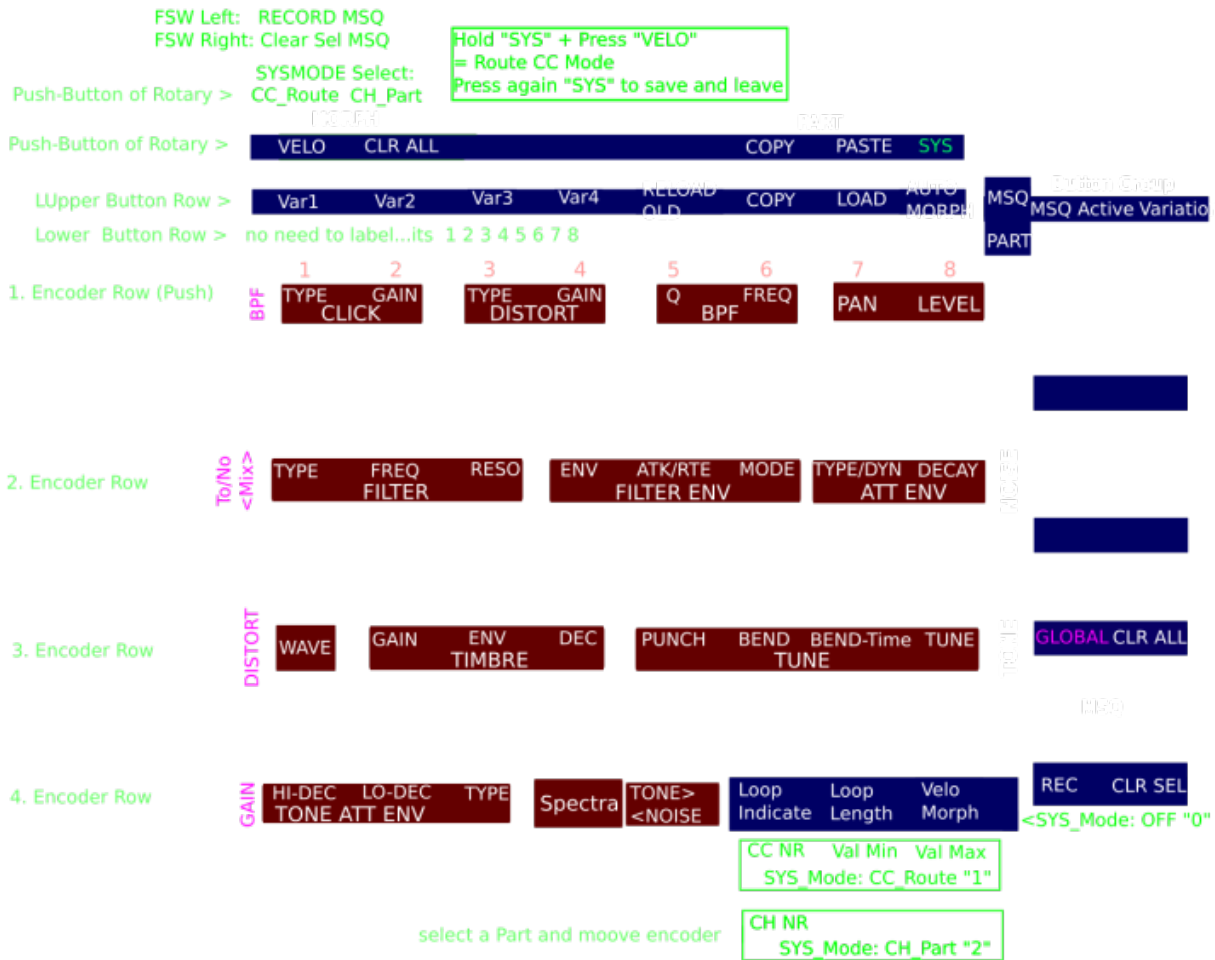 FSW Left: RECORD MSQ
FSW Right: Clear Sel MSQ
Hold "SYS" + Press "VELO"
= Route CC Mode
Press again "SYS" to save and leave
SYSMODE Select:
Push-Button of Rotary > CC_Route CH_Part
MORPH PART
Push-Button of Rotary > VELO CLR ALL COPY PASTE SYS
LUpper Button Row > Var1 Var2 Var3 Var4 RELOAD OLD COPY LOAD AUTO MORPH MSQ
Button Group
MSQ Active Variatio
Lower Button Row > no need to label...its 1 2 3 4 5 6 7 8 PART
1 2 3 4 5 6 7 8
1. Encoder Row (Push) BPF TYPE GAIN TYPE GAIN Q FREQ PAN LEVEL
CLICK DISTORT BPF
2. Encoder Row To/No <Mix> TYPE FREQ RESO ENV ATK/RTE MODE TYPE/DYN DECAY
FILTER FILTER ENV ATT ENV
3. Encoder Row DISTORT WAVE GAIN ENV DEC PUNCH BEND BEND-Time TUNE GLOBAL CLR ALL
TIMBRE TUNE
MSQ
4. Encoder Row GAIN HI-DEC LO-DEC TYPE Spectra TONE> Loop Loop Velo REC CLR SEL
TONE ATT ENV <NOISE Indicate Length Morph
<SYS_Mode: OFF "0"
CC NR Val Min Val Max
SYS_Mode: CC_Route "1"
select a Part and moove encoder CH NR
SYS_Mode: CH_Part "2"